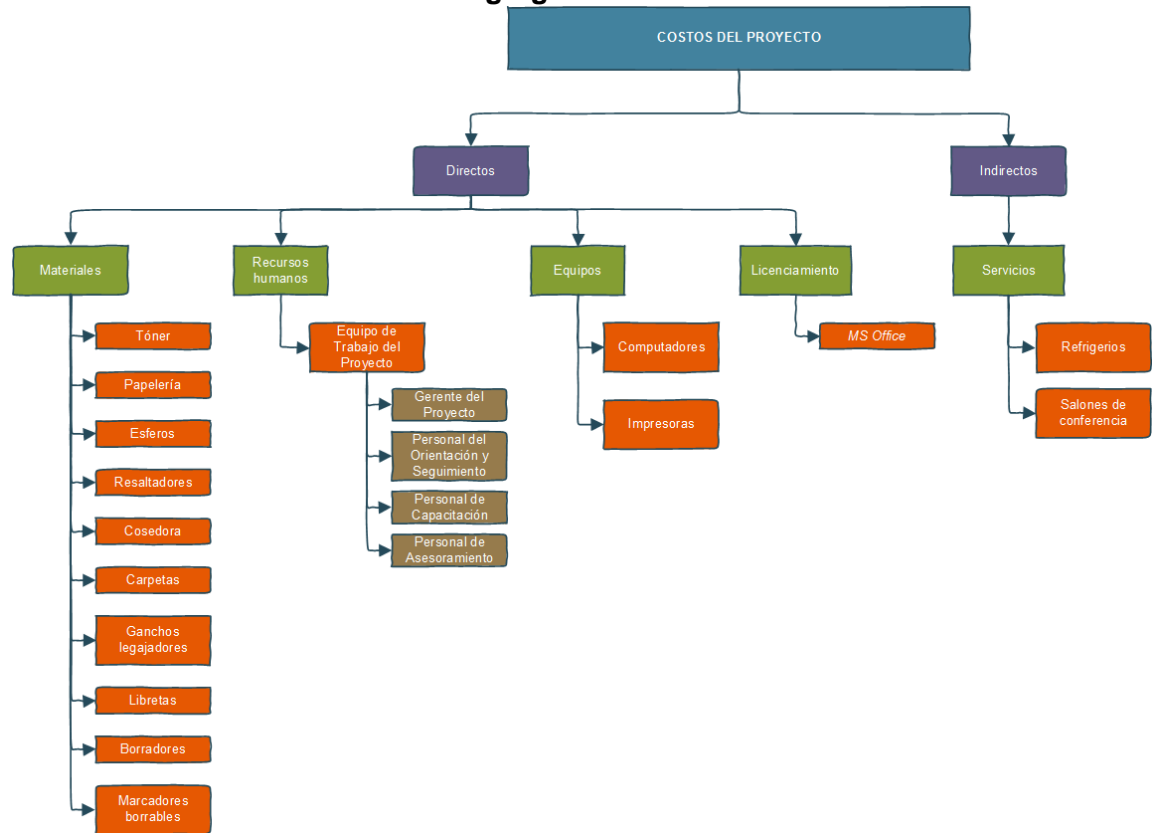 COSTOS DEL PROYECTO
Directos
Indirectos
Materiales
Recursos
humanos
Equipos
Licenciamiento
Servicios
Tóner
Papelería
Esferos
Resaltadores
Cosedora
Carpetas
Ganchos
legajadores
Libretas
Borradores
Marcadores
borrables
Equipo de
Trabajo del
Proyecto
Gerente del
Proyecto
Personal del
Orientación y
Seguimiento
Personal de
Capacitación
Personal de
Asesoramiento
Computadores
Impresoras
MS Office
Refrigerios
Salones de
conferencia